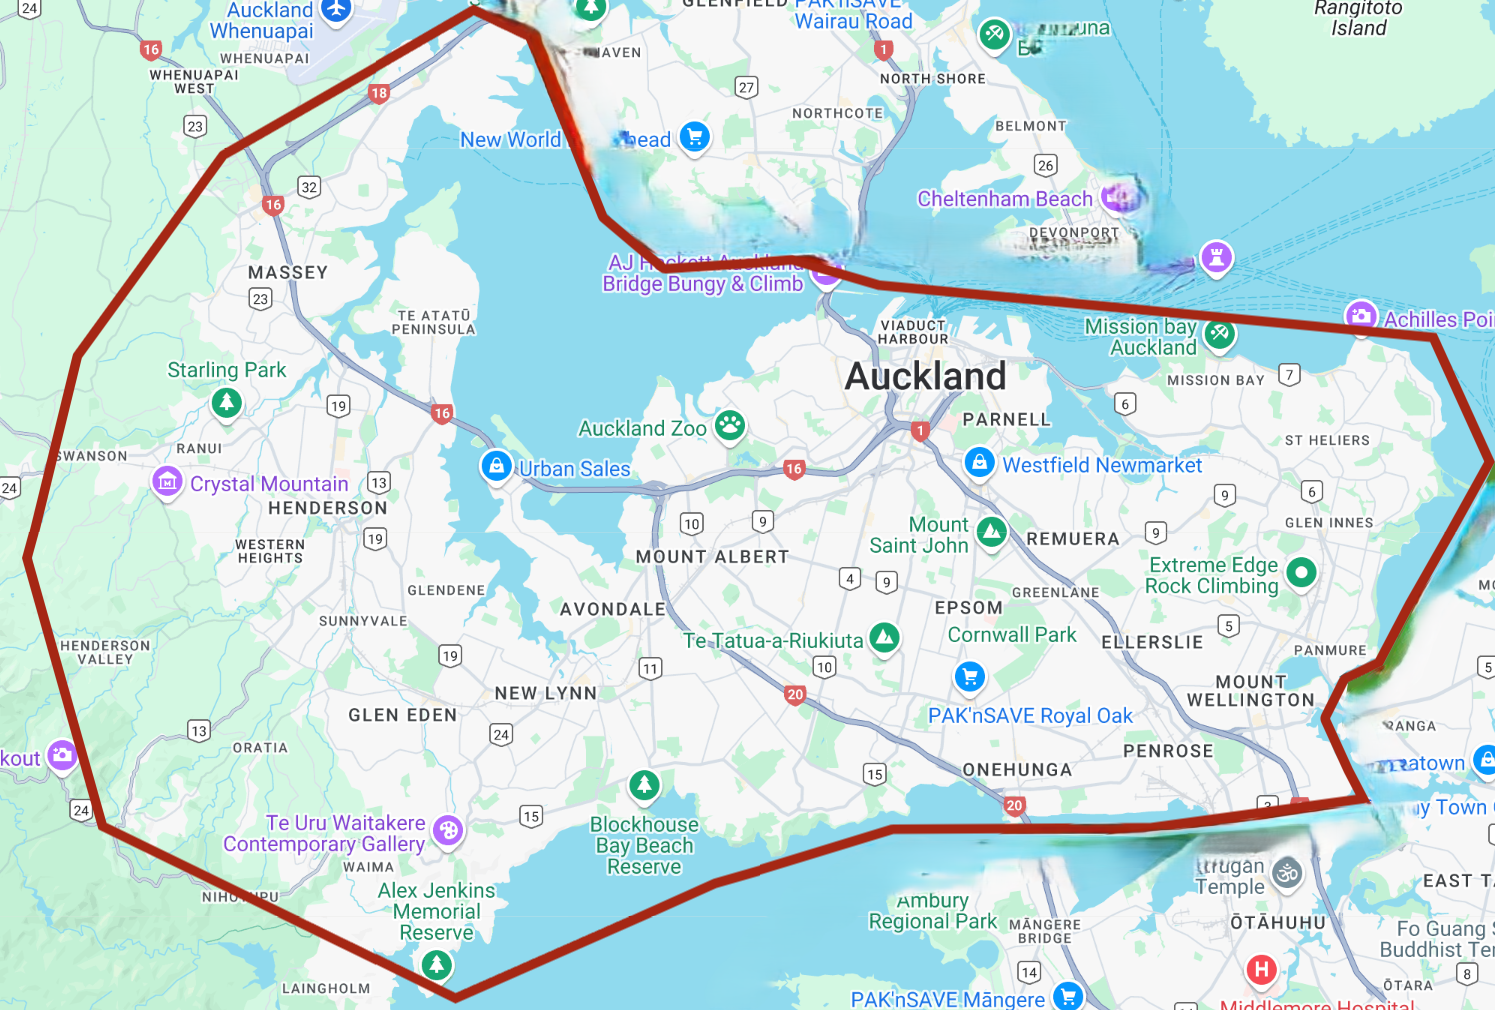 24
Auckland
Whenuapai
GLENFIELD
PAK'nSAVE
Wairau Road
Rangitoto
Island
16
WHENUAPAI
WHENUAPAI
WEST
18
HAVEN
1
NORTH SHORE
27
NORTHCOTE
23
New World
BELMONT
26
32
16
Cheltenham Beach
DEVONPORT
MASSEY
23
AJ Hackett Auckland
Bridge Bungy & Climb
TE ATATŪ
PENINSULA
VIADUCT
HARBOUR
Mission bay
Auckland
Achilles Poi
Starling Park
Auckland
MISSION BAY
7
19
16
6
PARNELL
Auckland Zoo
1
ST HELIERS
SWANSON
RANUI
Urban Sales
16
Westfield Newmarket
24
Crystal Mountain
13
HENDERSON
9
6
10
9
GLEN INNES
19
Mount
Saint John
REMUERA
9
WESTERN
HEIGHTS
MOUNT ALBERT
Extreme Edge
Rock Climbing
4
9
GLENDENE
GREENLANE
AVONDALE
EPSOM
SUNNYVALE
5
Te Tatua-a-Riukiuta
Cornwall Park
ELLERSLIE
HENDERSON
VALLEY
19
11
10
PANMURE
5
MOUNT
WELLINGTON
NEW LYNN
20
GLEN EDEN
PAK'nSAVE Royal Oak
RANGA
13
24
ORATIA
PENROSE
kout
ONEHUNGA
15
atown
24
15
20
3
y Town
Te Uru Waitakere
Contemporary Gallery
Blockhouse
Bay Beach
Reserve
WAIMA
Temple
EAST T
Alex Jenkins
Memorial
Reserve
Ambury
Regional Park
MĀNGERE
BRIDGE
ŌTĀHUHU
Fo Guang
Buddhist Te
14
8
LAINGHOLM
ŌTARA
PAK'nSAVE Māngere
Middlemore Hospital